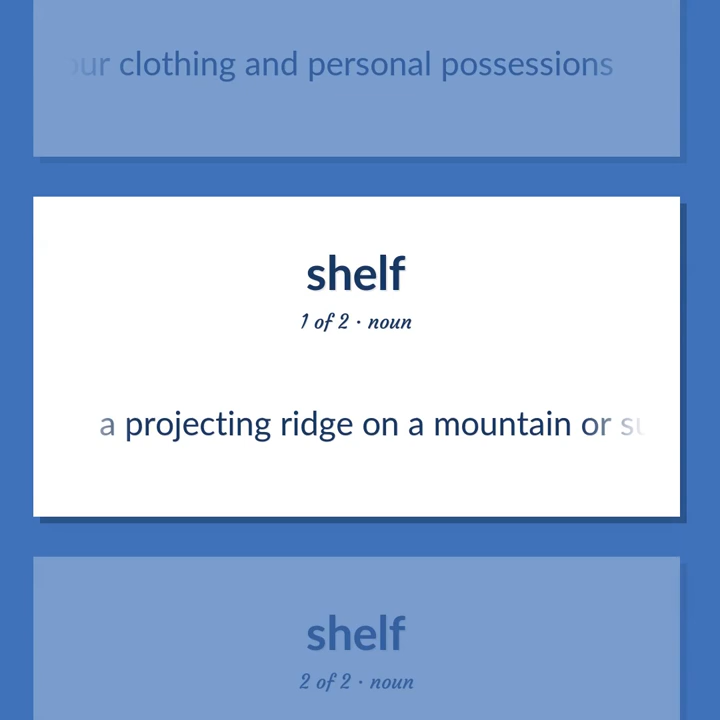 clothing and personal possessions
shelf
1 of 2 · noun
a projecting ridge on a mountain or
shelf
2 of 2 · noun